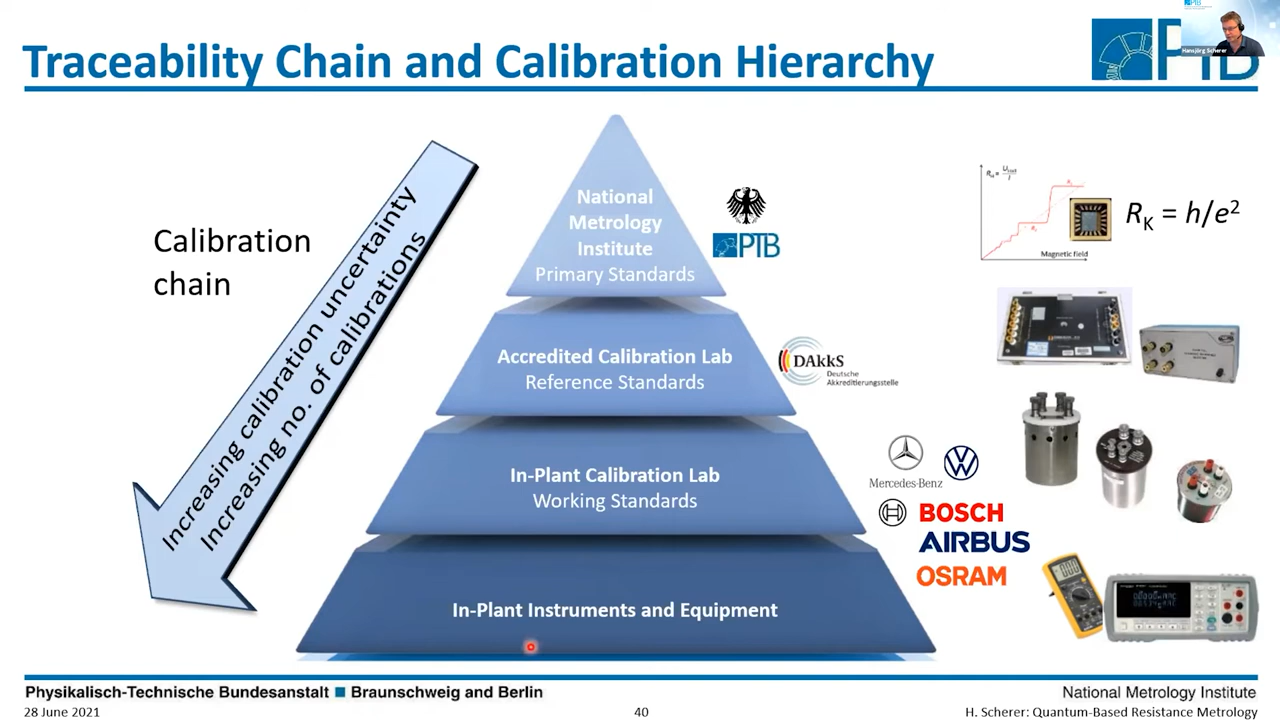 Traceability Chain and Calibration Hierarchy
PTB
Hansjörg Scherer
Calibration
chain
Increasing calibration uncertainty
Increasing no. of calibrations
National
Metrology
Institute
Primary Standards
PTB
Magnetic field
R_K = h/e²
Accredited Calibration Lab
Reference Standards
DAkkS
Deutsche
Akkreditierungsstelle
In-Plant Calibration Lab
Working Standards
Mercedes-Benz
BOSCH
AIRBUS
OSRAM
In-Plant Instruments and Equipment
Physikalisch-Technische Bundesanstalt ■ Braunschweig and Berlin
National Metrology Institute
28 June 2021
40
H. Scherer: Quantum-Based Resistance Metrology